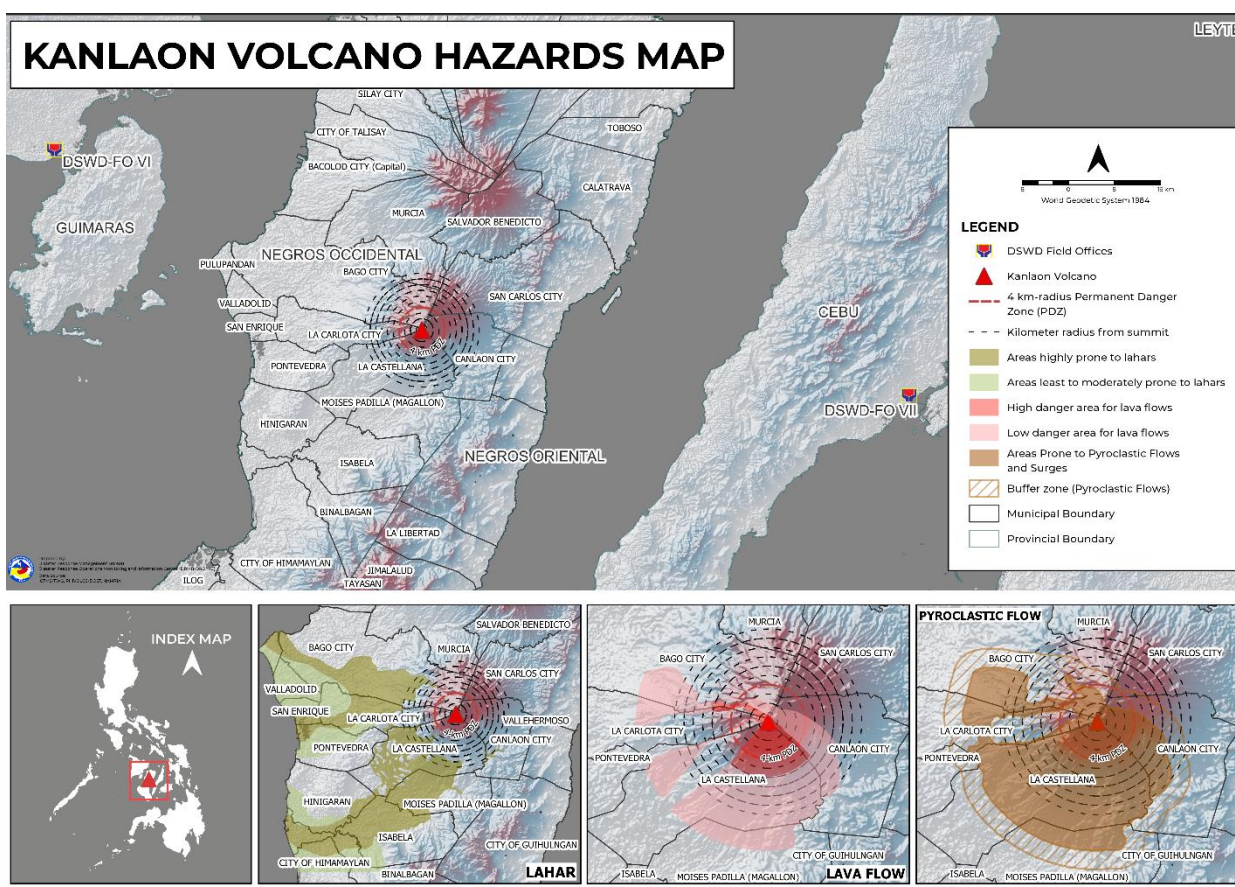 KANLAON VOLCANO HAZARDS MAP
LEYTE
SILAY CITY
CITY OF TALISAY
TOBOSO
BACOLOD CITY (Capital)
CALATRAVA
DSWD-FO VI
MURCIA
SALVADOR BENEDICTO
GUIMARAS
NEGROS OCCIDENTAL
BAGO CITY
PULUPANDAN
SAN CARLOS CITY
VALLADOLID
SAN ENRIQUE
LA CARLOTA CITY
CEBU
4 km PDZ
CANLAON CITY
PONTEVEDRA
LA CASTELLANA
MOISES PADILLA (MAGALLON)
DSWD-FO VII
HINIGARAN
NEGROS ORIENTAL
ISABELA
BINALBAGAN
LA LIBERTAD
CITY OF HIMAMAYLAN
JIMALALUD
TAYASAN
ILOG
5 0 5 16 km
World Geodetic System 1984
LEGEND
DSWD Field Offices
Kanlaon Volcano
4 km-radius Permanent Danger
Zone (PDZ)
Kilometer radius from summit
Areas highly prone to lahars
Areas least to moderately prone to lahars
High danger area for lava flows
Low danger area for lava flows
Areas Prone to Pyroclastic Flows
and Surges
Buffer zone (Pyroclastic Flows)
Municipal Boundary
Provincial Boundary
INDEX MAP
SALVADOR BENEDICTO
BAGO CITY
MURCIA
SAN CARLOS CITY
VALLADOLID
SAN ENRIQUE
LA CARLOTA CITY
VALLEHERMOSO
4 km PDZ
CANLAON CITY
PONTEVEDRA
LA CASTELLANA
HINIGARAN
MOISES PADILLA (MAGALLON)
ISABELA
CITY OF GUIHULNGAN
CITY OF HIMAMAYLAN
BINALBAGAN
LAHAR
MURCIA
SAN CARLOS CITY
BAGO CITY
LA CARLOTA CITY
CANLAON CITY
PONTEVEDRA
4 km PDZ
LA CASTELLANA
CITY OF GUIHULNGAN
ISABELA
MOISES PADILLA (MAGALLON)
LAVA FLOW
PYROCLASTIC FLOW
MURCIA
SAN CARLOS CITY
BAGO CITY
LA CARLOTA CITY
CANLAON CITY
PONTEVEDRA
4 km PDZ
LA CASTELLANA
CITY OF GUIHULNGAN
ISABELA
MOISES PADILLA (MAGALLON)